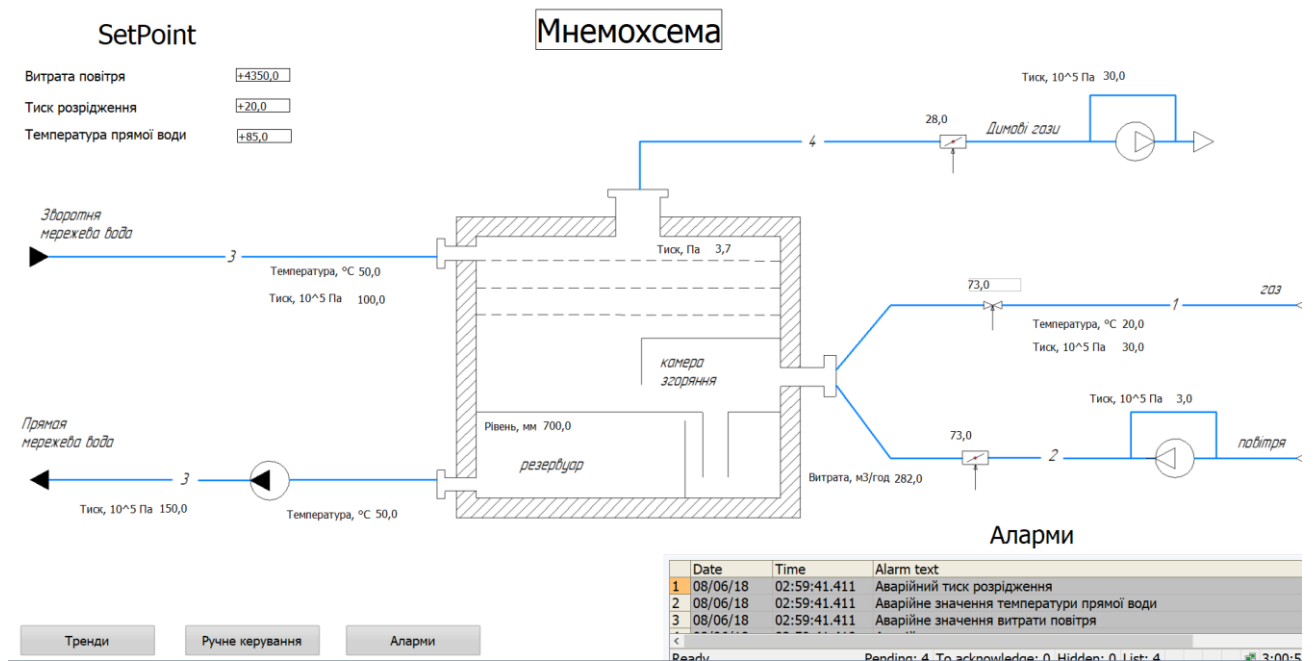 Мнемохсема
SetPoint
Витрата повітря +4350,0
Тиск розрідження +20,0
Температура прямої води +85,0
Тиск, 10^5 Па 30,0
28,0
Димові гази
4
Зворотня
мережева вода
3
Температура, °C 50,0
Тиск, 10^5 Па 100,0
Тиск, Па 3,7
73,0
1
газ
Температура, °C 20,0
Тиск, 10^5 Па 30,0
камера
згоряння
Тиск, 10^5 Па 3,0
Прямая
мережева вода
Рівень, мм 700,0
резервуар
73,0
2
повітря
Витрата, м3/год 282,0
3
Тиск, 10^5 Па 150,0
Температура, °C 50,0
Аларми
Date Time Alarm text
1 08/06/18 02:59:41.411 Аварійний тиск розрідження
2 08/06/18 02:59:41.411 Аварійне значення температури прямої води
3 08/06/18 02:59:41.411 Аварійне значення витрати повітря
Ready Pending: 4 To acknowledge: 0 Hidden: 0 List: 4
Тренди
Ручне керування
Аларми